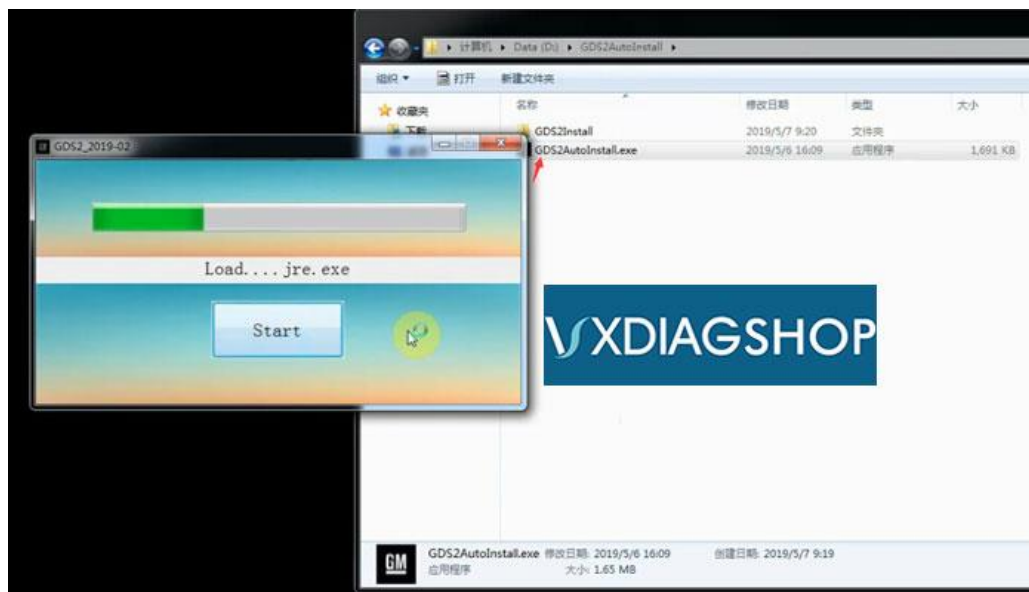 计算机 ▸ Data (D:) ▸ GDS2AutoInstall ▸
组织 ▾ 打开 新建文件夹
收藏夹
下载
名称 修改日期 类型 大小
GDS2Install 2019/5/7 9:20 文件夹
GDS2AutoInstall.exe 2019/5/6 16:09 应用程序 1,691 KB
GDS2_2019-02
Load....jre.exe
Start
VXDIAGSHOP
GM
GDS2AutoInstall.exe 修改日期: 2019/5/6 16:09 创建日期: 2019/5/7 9:19
应用程序 大小: 1.65 MB